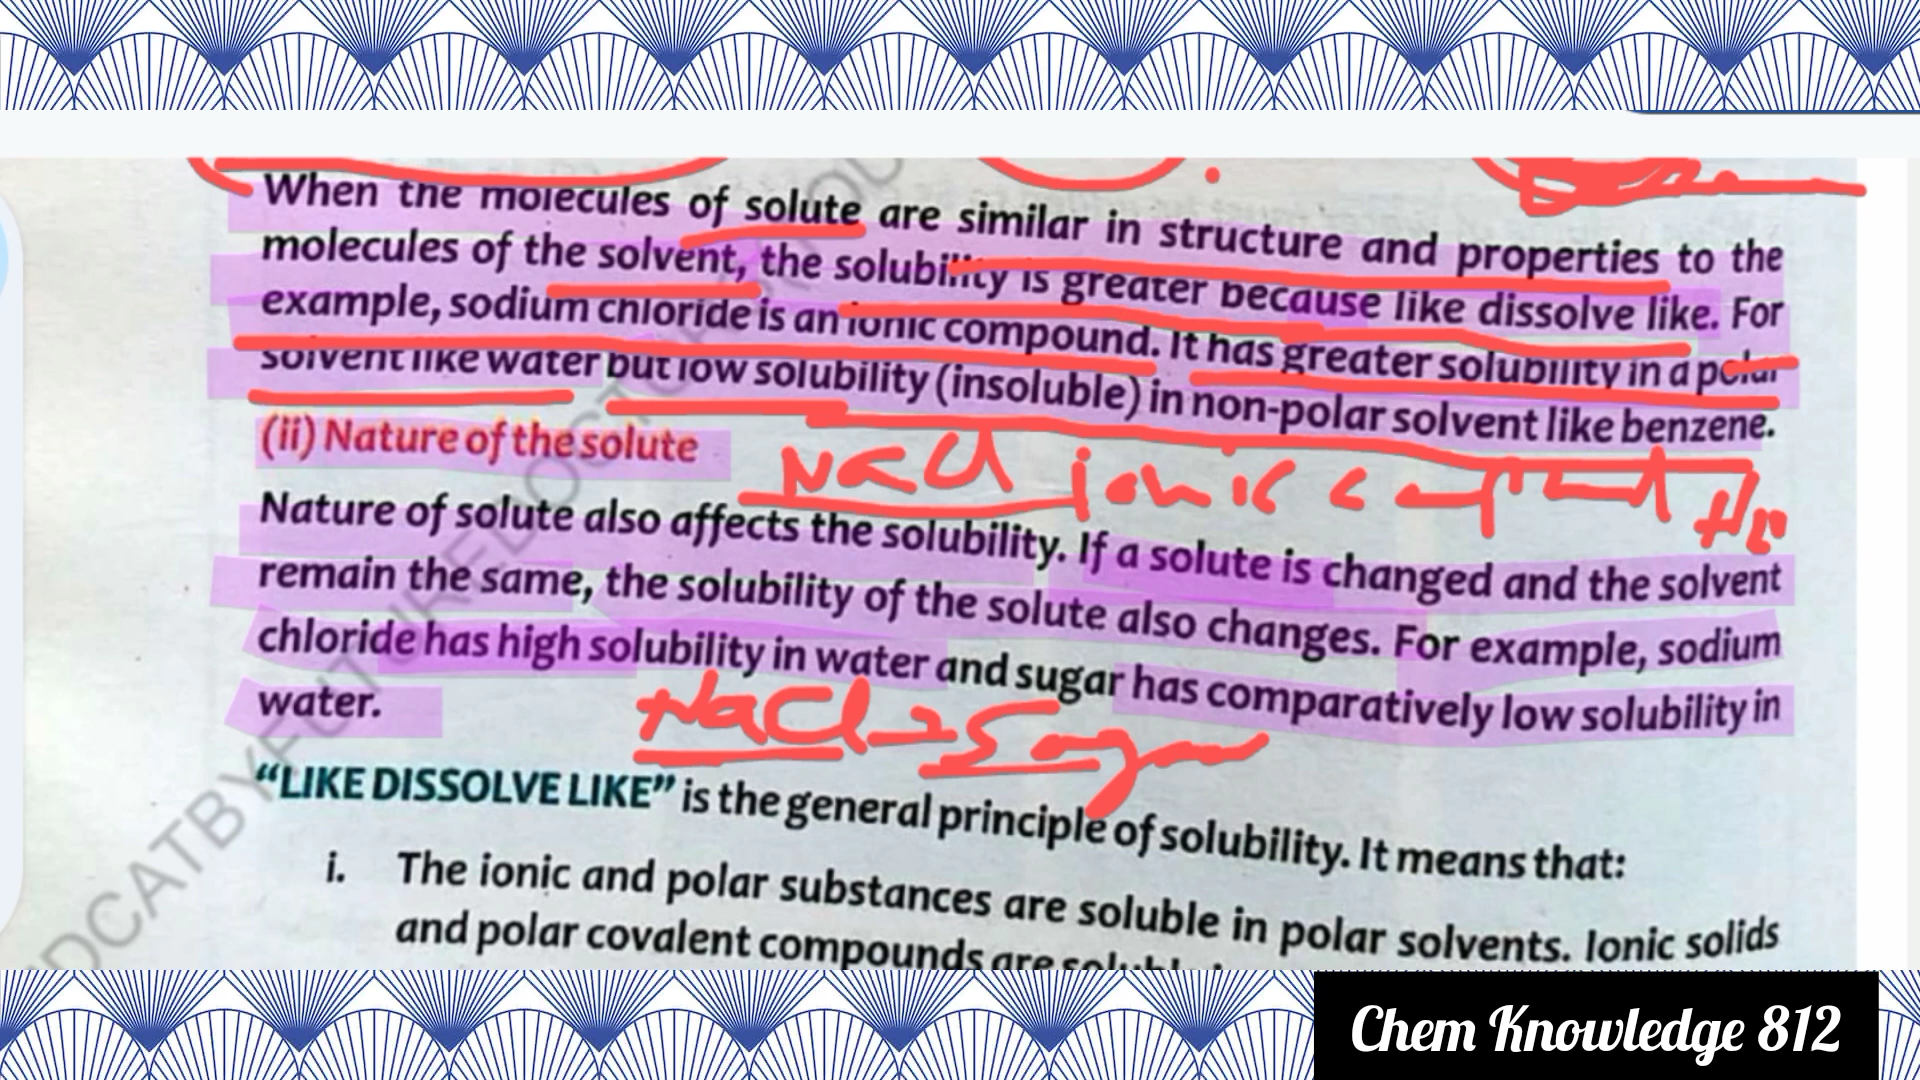 When the molecules of solute are similar in structure and properties to the
molecules of the solvent, the solubility is greater because like dissolve like. For
example, sodium chloride is an ionic compound. It has greater solubility in a polar
solvent like water but low solubility (insoluble) in non-polar solvent like benzene.
(ii) Nature of the solute
NaCl ionic
Nature of solute also affects the solubility. If a solute is changed and the solvent
remain the same, the solubility of the solute also changes. For example, sodium
chloride has high solubility in water and sugar has comparatively low solubility in
water.
NaCl Sugar
“LIKE DISSOLVE LIKE” is the general principle of solubility. It means that:
i. The ionic and polar substances are soluble in polar solvents. Ionic solids
and polar covalent compounds are
Chem Knowledge 812